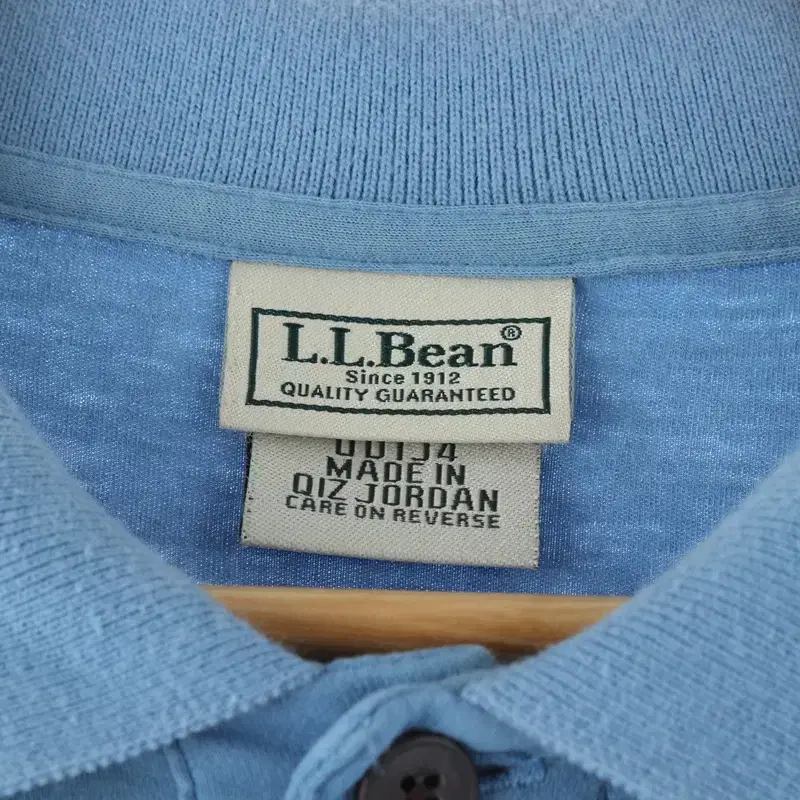 L.L.Bean®
Since 1912
QUALITY GUARANTEED
MADE IN
QIZ JORDAN
CARE ON REVERSE